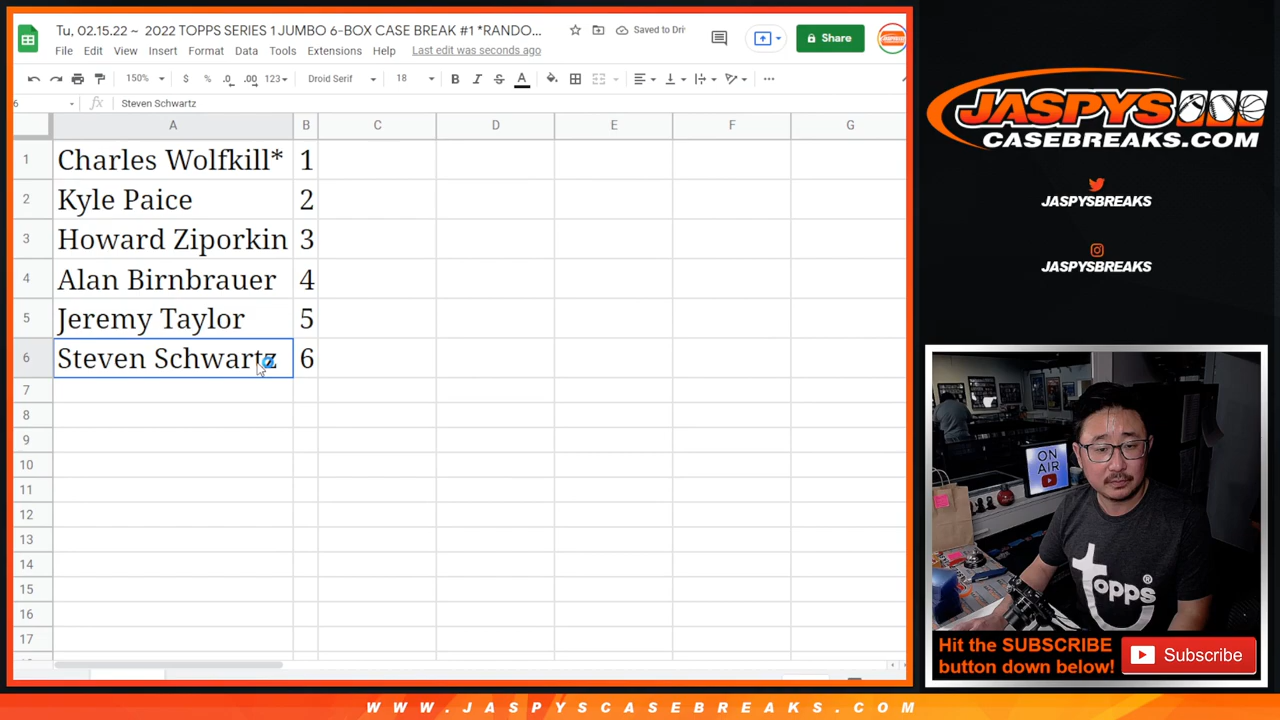 Tu, 02.15.22 ~ 2022 TOPPS SERIES 1 JUMBO 6-BOX CASE BREAK #1 *RANDO...
Saved to Dri
Share
File Edit View Insert Format Data Tools Extensions Help Last edit was seconds ago
150% $ % .0 .00 123 Droid Serif 18 B I S A
6 fx Steven Schwartz
A B C D E F G
1 Charles Wolfkill* 1
2 Kyle Paice 2
3 Howard Ziporkin 3
4 Alan Birnbrauer 4
5 Jeremy Taylor 5
6 Steven Schwartz 6
7
8
9
10
11
12
13
14
15
16
17
JASPYS
CASEBREAKS.COM
JASPYSBREAKS
JASPYSBREAKS
ON
AIR
topps®
Hit the SUBSCRIBE
button down below!
Subscribe
WWW.JASPYSCASEBREAKS.COM